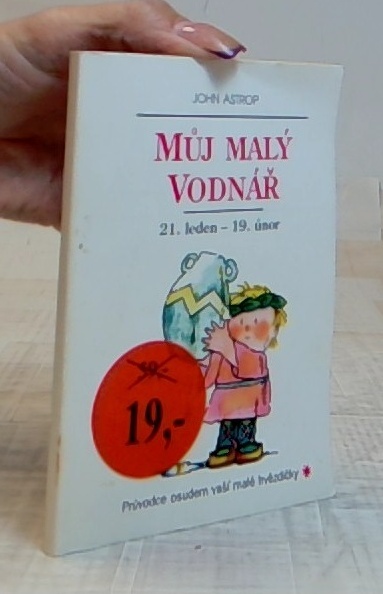 JOHN ASTROP
MŮJ MALÝ
VODNÁŘ
21. leden – 19. únor
19,-
Průvodce osudem vaší malé hvězdičky *